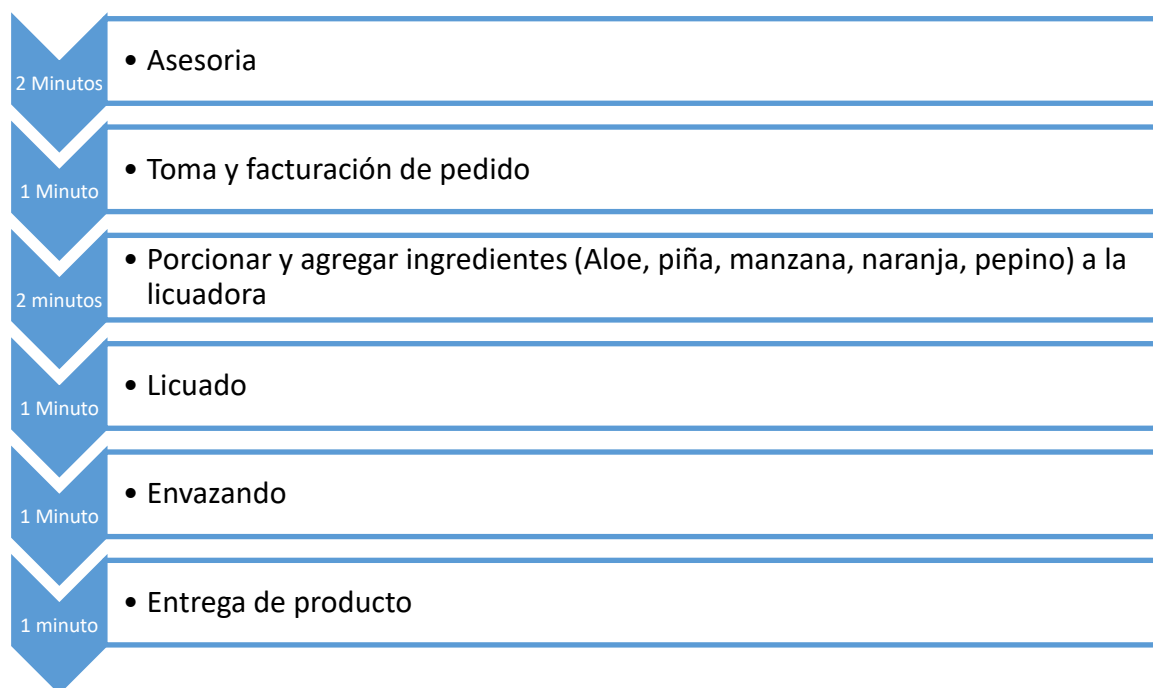 2 Minutos
• Asesoria
1 Minuto
• Toma y facturación de pedido
2 minutos
• Porcionar y agregar ingredientes (Aloe, piña, manzana, naranja, pepino) a la
licuadora
1 Minuto
• Licuado
1 Minuto
• Envazando
1 minuto
• Entrega de producto